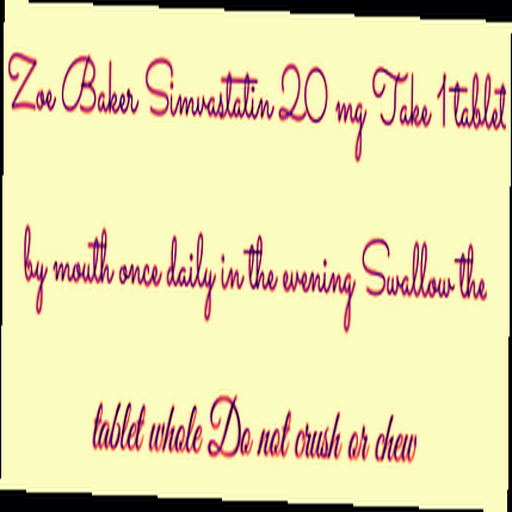 Zoe Baker Simvastatin 20 mg Take 1 tablet
by mouth once daily in the evening Swallow the
tablet whole Do not crush or chew